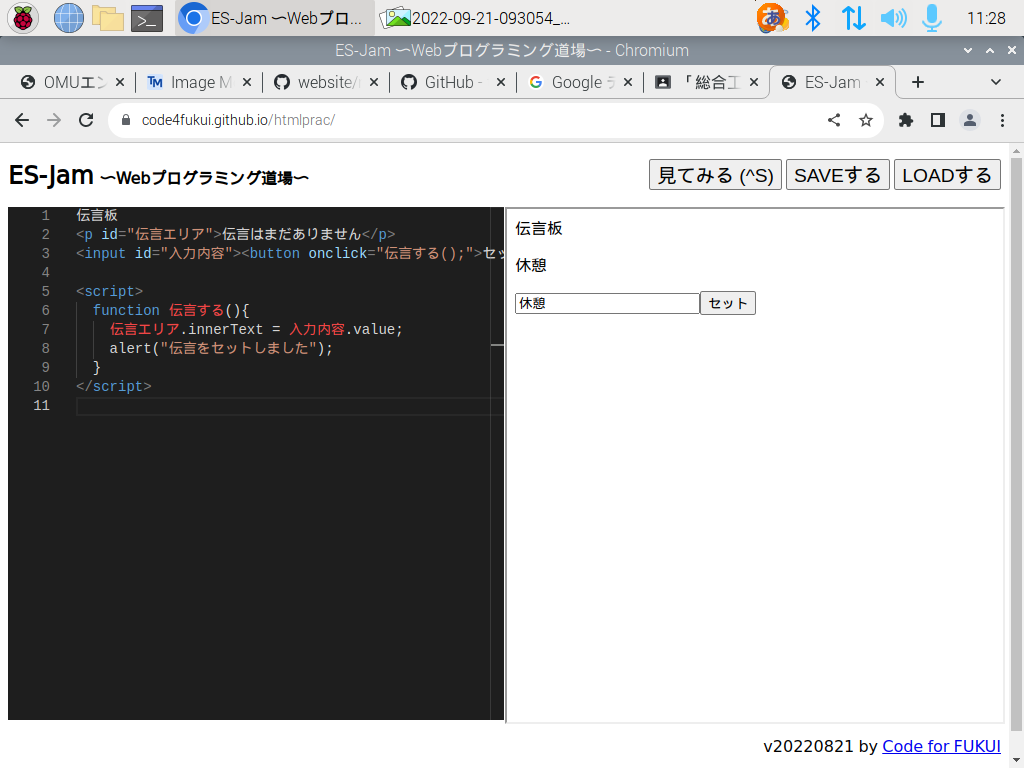 ES-Jam 〜Webプロ...
2022-09-21-093054_...
あ
11:28
ES-Jam 〜Webプログラミング道場〜 - Chromium
OMUエン
TM Image M
website/
GitHub -
G Google
「総合工
ES-Jam
code4fukui.github.io/htmlprac/
ES-Jam 〜Webプログラミング道場〜
見てみる (^S) SAVEする LOADする
1 伝言板
2 <p id="伝言エリア">伝言はまだありません</p>
3 <input id="入力内容"><button onclick="伝言する();">セッ
4
5 <script>
6 function 伝言する(){
7 伝言エリア.innerText = 入力内容.value;
8 alert("伝言をセットしました");
9 }
10 </script>
11
伝言板
休憩
休憩 セット
v20220821 by Code for FUKUI